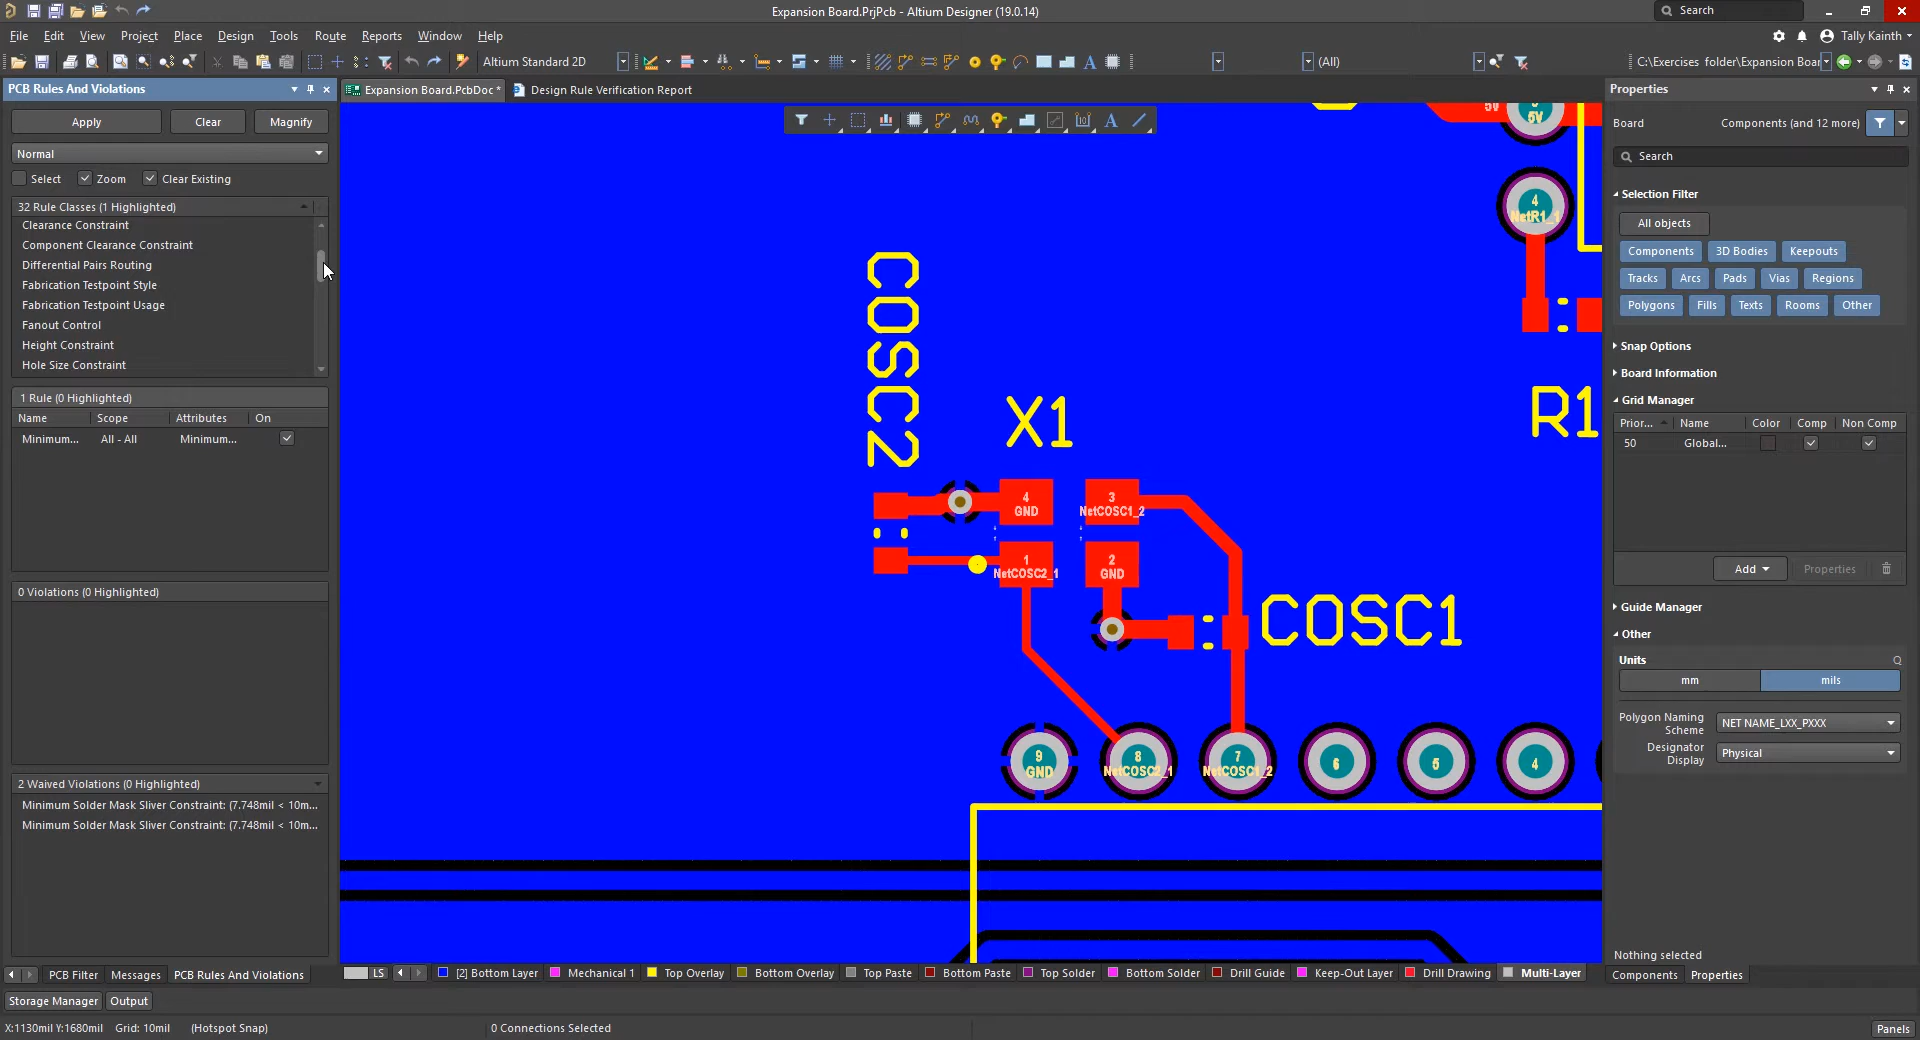 Expansion Board.PrjPcb - Altium Designer (19.0.14)
Search
File Edit View Project Place Design Tools Route Reports Window Help
Tally Kainth
Altium Standard 2D
(All)
C:\Exercises folder\Expansion Boar
PCB Rules And Violations
Expansion Board.PcbDoc *
Design Rule Verification Report
Apply
Clear
Magnify
Normal
Select
Zoom
Clear Existing
32 Rule Classes (1 Highlighted)
Clearance Constraint
Component Clearance Constraint
Differential Pairs Routing
Fabrication Testpoint Style
Fabrication Testpoint Usage
Fanout Control
Height Constraint
Hole Size Constraint
1 Rule (0 Highlighted)
Name Scope Attributes On
Minimum... All - All Minimum...
0 Violations (0 Highlighted)
2 Waived Violations (0 Highlighted)
Minimum Solder Mask Sliver Constraint: (7.748mil < 10m...
Minimum Solder Mask Sliver Constraint: (7.748mil < 10m...
PCB Filter
Messages
PCB Rules And Violations
Storage Manager
Output
X:1130mil Y:1680mil Grid: 10mil (Hotspot Snap)
0 Connections Selected
5V
5V
4
NetR1_1
COSC2
X1
R1
4
GND
3
NetCOSC1_2
1
NetCOSC2_1
2
GND
COSC1
9
GND
8
NetCOSC2_1
7
NetCOSC1_2
6
5
4
LS
[2] Bottom Layer
Mechanical 1
Top Overlay
Bottom Overlay
Top Paste
Bottom Paste
Top Solder
Bottom Solder
Drill Guide
Keep-Out Layer
Drill Drawing
Multi-Layer
Properties
Board
Components (and 12 more)
Search
Selection Filter
All objects
Components
3D Bodies
Keepouts
Tracks
Arcs
Pads
Vias
Regions
Polygons
Fills
Texts
Rooms
Other
Snap Options
Board Information
Grid Manager
Prior... Name Color Comp Non Comp
50 Global...
Add
Properties
Guide Manager
Other
Units
mm
mils
Polygon Naming Scheme
NET NAME_LXX_PXXX
Designator Display
Physical
Nothing selected
Components
Properties
Panels